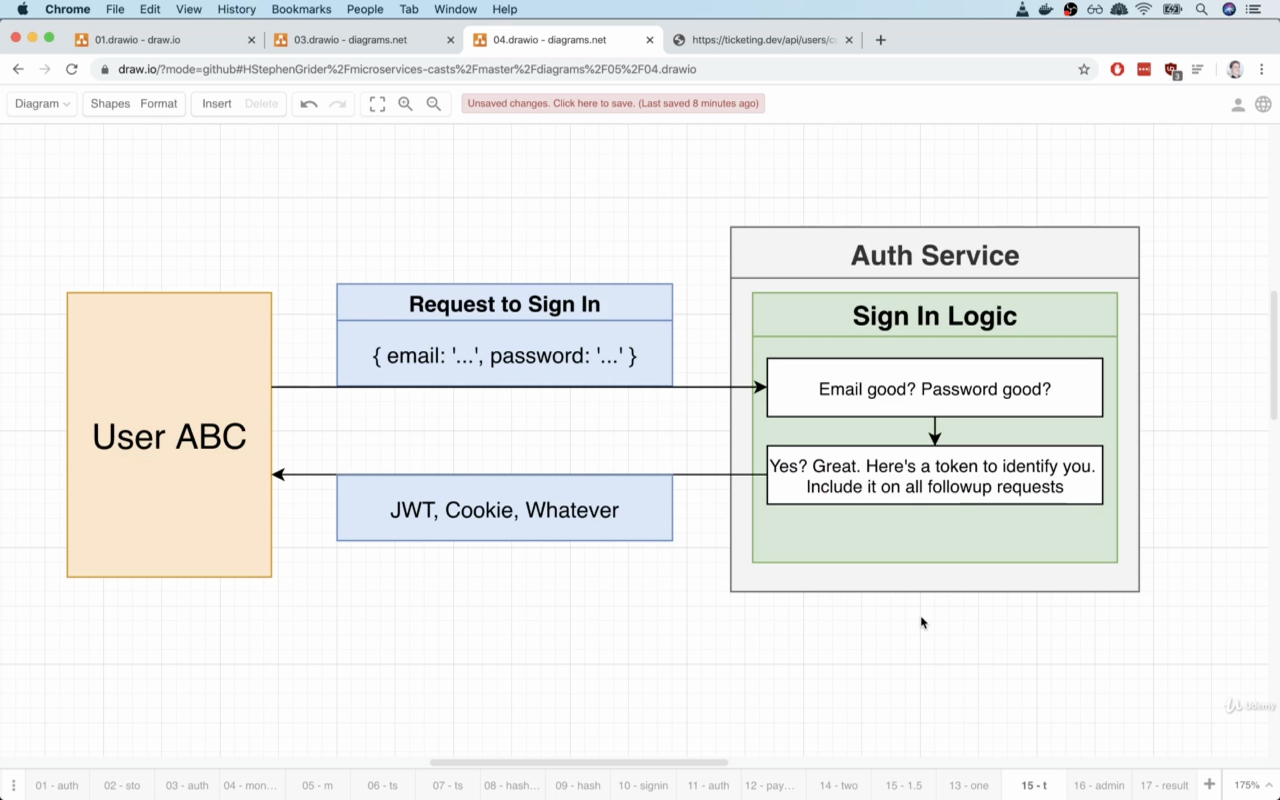 Chrome File Edit View History Bookmarks People Tab Window Help
01.drawio - draw.io
03.drawio - diagrams.net
04.drawio - diagrams.net
https://ticketing.dev/api/users/c
draw.io/?mode=github#HStephenGrider%2Fmicroservices-casts%2Fmaster%2Fdiagrams%2F05%2F04.drawio
3
Diagram Shapes Format Insert Delete
Unsaved changes. Click here to save. (Last saved 8 minutes ago)
Auth Service
Request to Sign In
Sign In Logic
{ email: '...', password: '...' }
Email good? Password good?
User ABC
Yes? Great. Here's a token to identify you.
Include it on all followup requests
JWT, Cookie, Whatever
Udemy
01 - auth 02 - sto 03 - auth 04 - mon... 05 - m 06 - ts 07 - ts 08 - hash... 09 - hash 10 - signin 11 - auth 12 - pay... 14 - two 15 - 1.5 13 - one 15 - t 16 - admin 17 - result 175%